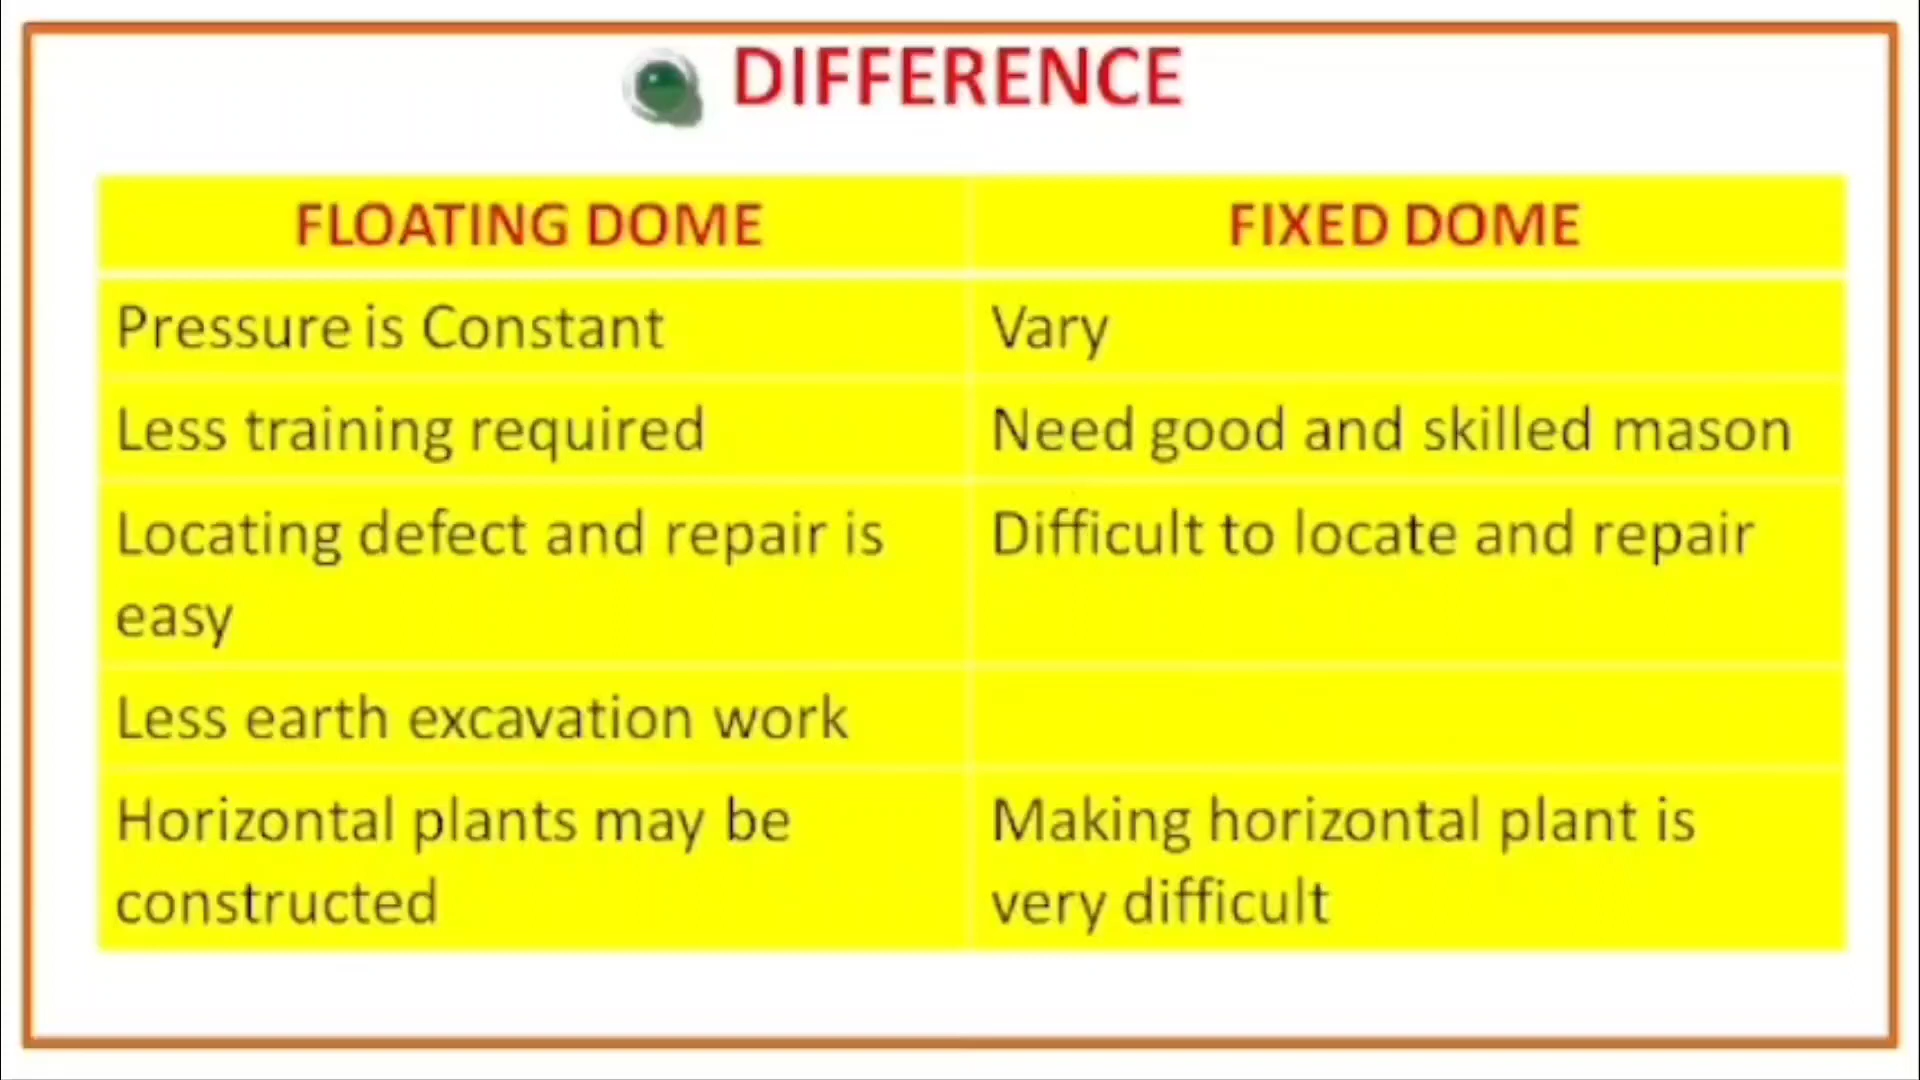 DIFFERENCE
FLOATING DOME
FIXED DOME
Pressure is Constant
Vary
Less training required
Need good and skilled mason
Locating defect and repair is
easy
Difficult to locate and repair
Less earth excavation work
Horizontal plants may be
constructed
Making horizontal plant is
very difficult